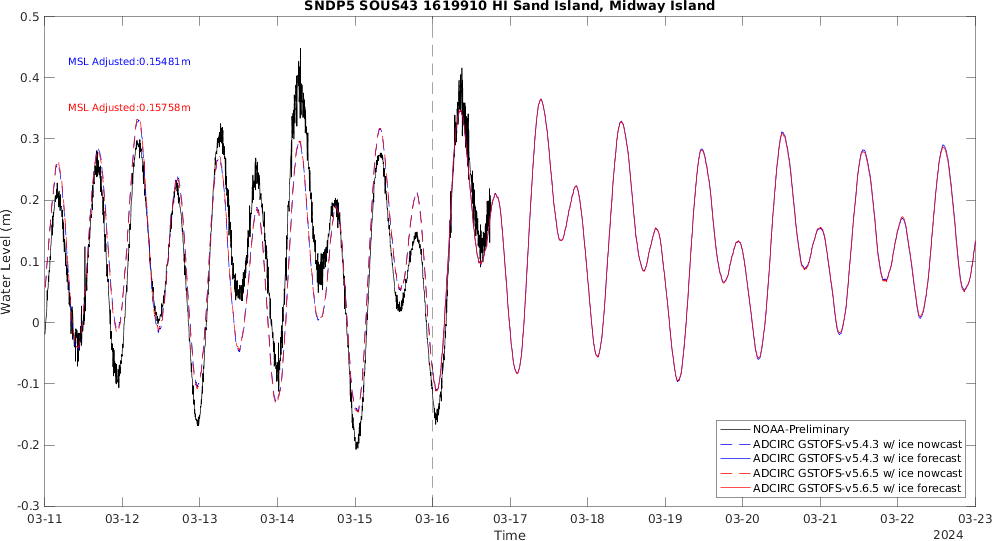 SNDP5 SOUS43 1619910 HI Sand Island, Midway Island
0.5
0.4
0.3
0.2
0.1
0
-0.1
-0.2
-0.3
Water Level (m)
MSL Adjusted:0.15481m
MSL Adjusted:0.15758m
NOAA-Preliminary
ADCIRC GSTOFS-v5.4.3 w/ ice nowcast
ADCIRC GSTOFS-v5.4.3 w/ ice forecast
ADCIRC GSTOFS-v5.6.5 w/ ice nowcast
ADCIRC GSTOFS-v5.6.5 w/ ice forecast
03-11 03-12 03-13 03-14 03-15 03-16 03-17 03-18 03-19 03-20 03-21 03-22 03-23
Time
2024